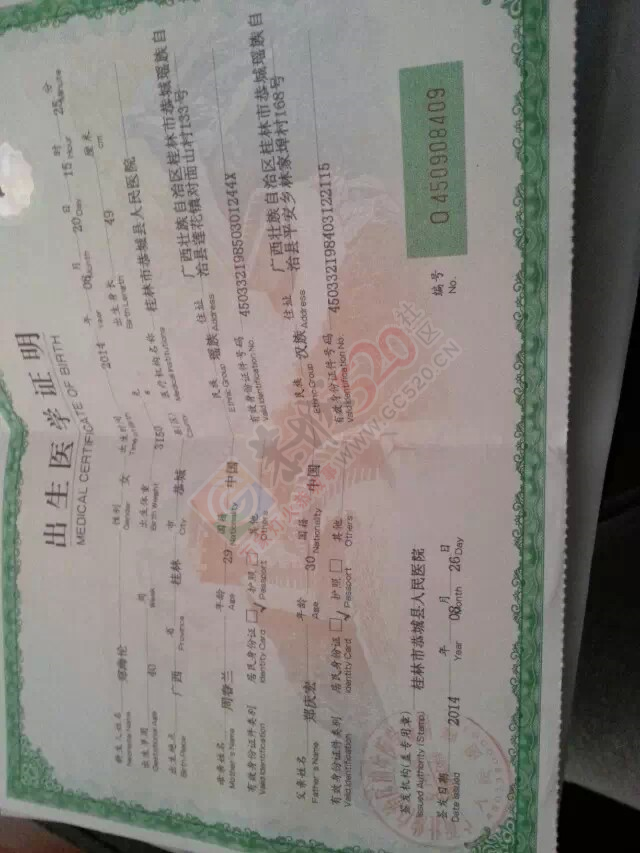 出生医学证明
MEDICAL CERTIFICATE OF BIRTH
新生儿姓名 性别 女 出生时间 2014 年 08 月 20 日 15 时 25 分
Neonate Name Gender Time of Birth Year Month Day Hour Minute
出生孕周 40 周 出生体重 3150 克 出生身长 49 厘米
Gestational Age Week Birth Weight g Birth Length cm
出生地点 广西 省 桂林 市 恭城 县(区) 医疗机构名称 桂林市恭城县人民医院
Birth Place Province City County Medical Institutions
母亲姓名 周春兰 年龄 29 国籍 中国 民族 瑶族 住址 广西壮族自治区桂林市恭城瑶族自治县莲花镇对面山村133号
Mother's Name Age Nationality Ethnic Group Address
有效身份证件类别 居民身份证 护照 其他 有效身份证件号码 45033219850301244X
Valid Identification Identity Card Passport Others Valid Identification No.
父亲姓名 郑庆宏 年龄 30 国籍 中国 民族 汉族 住址 广西壮族自治区桂林市恭城瑶族自治县平安乡林家埠村168号
Father's Name Age Nationality Ethnic Group Address
有效身份证件类别 居民身份证 护照 其他 有效身份证件号码 450332198403122115
Valid Identification Identity Card Passport Others Valid Identification No.
签发机构(盖专用章) 桂林市恭城县人民医院
Issued Authority (Stamp)
签发日期 2014 年 08 月 26 日
Date Issued Year Month Day
编号 Q450908409
No.
520社区
WWW.GC520.CN